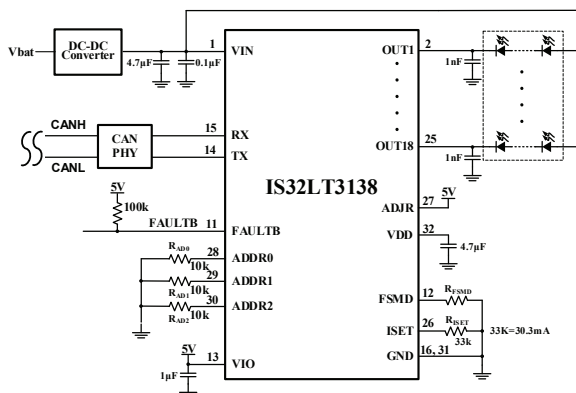 Vbat
DC-DC
Converter
4.7μF
0.1μF
1
VIN
CANH
CANL
CAN
PHY
15
RX
14
TX
5V
100k
FAULTB
11
FAULTB
RAD0
10k
28
ADDR0
RAD1
10k
29
ADDR1
RAD2
10k
30
ADDR2
5V
1μF
13
VIO
IS32LT3138
OUT1
2
1nF
OUT18
25
1nF
ADJR
27
5V
VDD
32
4.7μF
FSMD
12
RFSMD
ISET
26
RISET
33k
33K=30.3mA
GND
16, 31